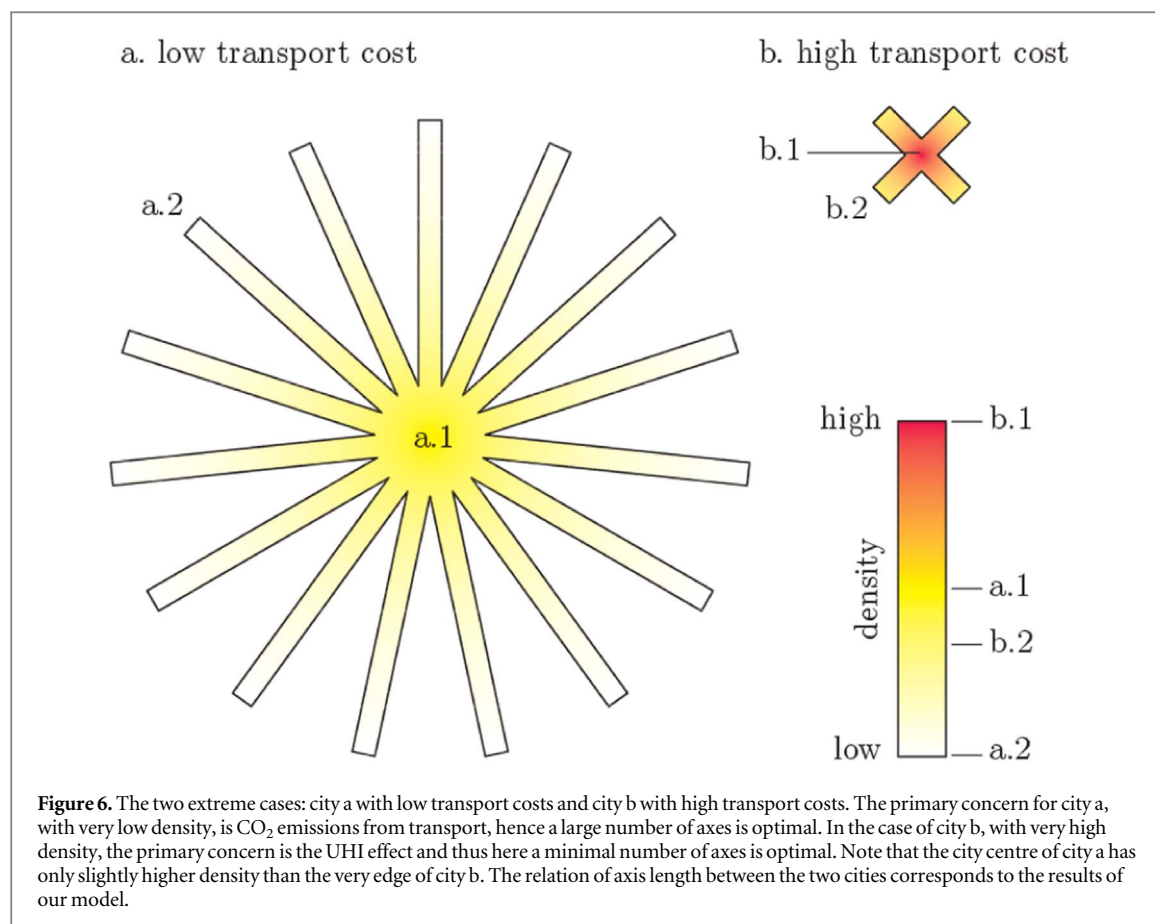 a. low transport cost
b. high transport cost
b.1
b.2
a.2
a.1
high
b.1
density
a.1
b.2
low
a.2
Figure 6. The two extreme cases: city a with low transport costs and city b with high transport costs. The primary concern for city a,
with very low density, is CO₂ emissions from transport, hence a large number of axes is optimal. In the case of city b, with very high
density, the primary concern is the UHI effect and thus here a minimal number of axes is optimal. Note that the city centre of city a has
only slightly higher density than the very edge of city b. The relation of axis length between the two cities corresponds to the results of
our model.